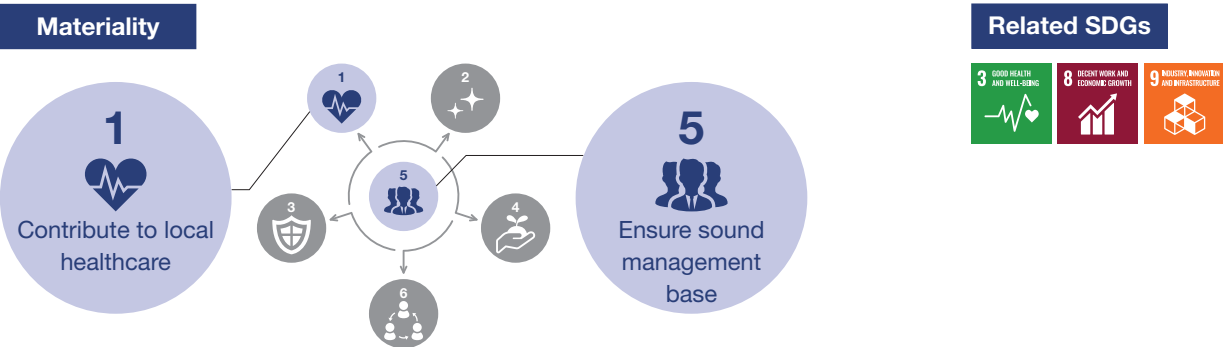 Materiality
Related SDGs
1
Contribute to local
healthcare
1
2
3
4
5
6
5
Ensure sound
management
base
3 GOOD HEALTH
AND WELL-BEING
8 DECENT WORK AND
ECONOMIC GROWTH
9 INDUSTRY, INNOVATION
AND INFRASTRUCTURE